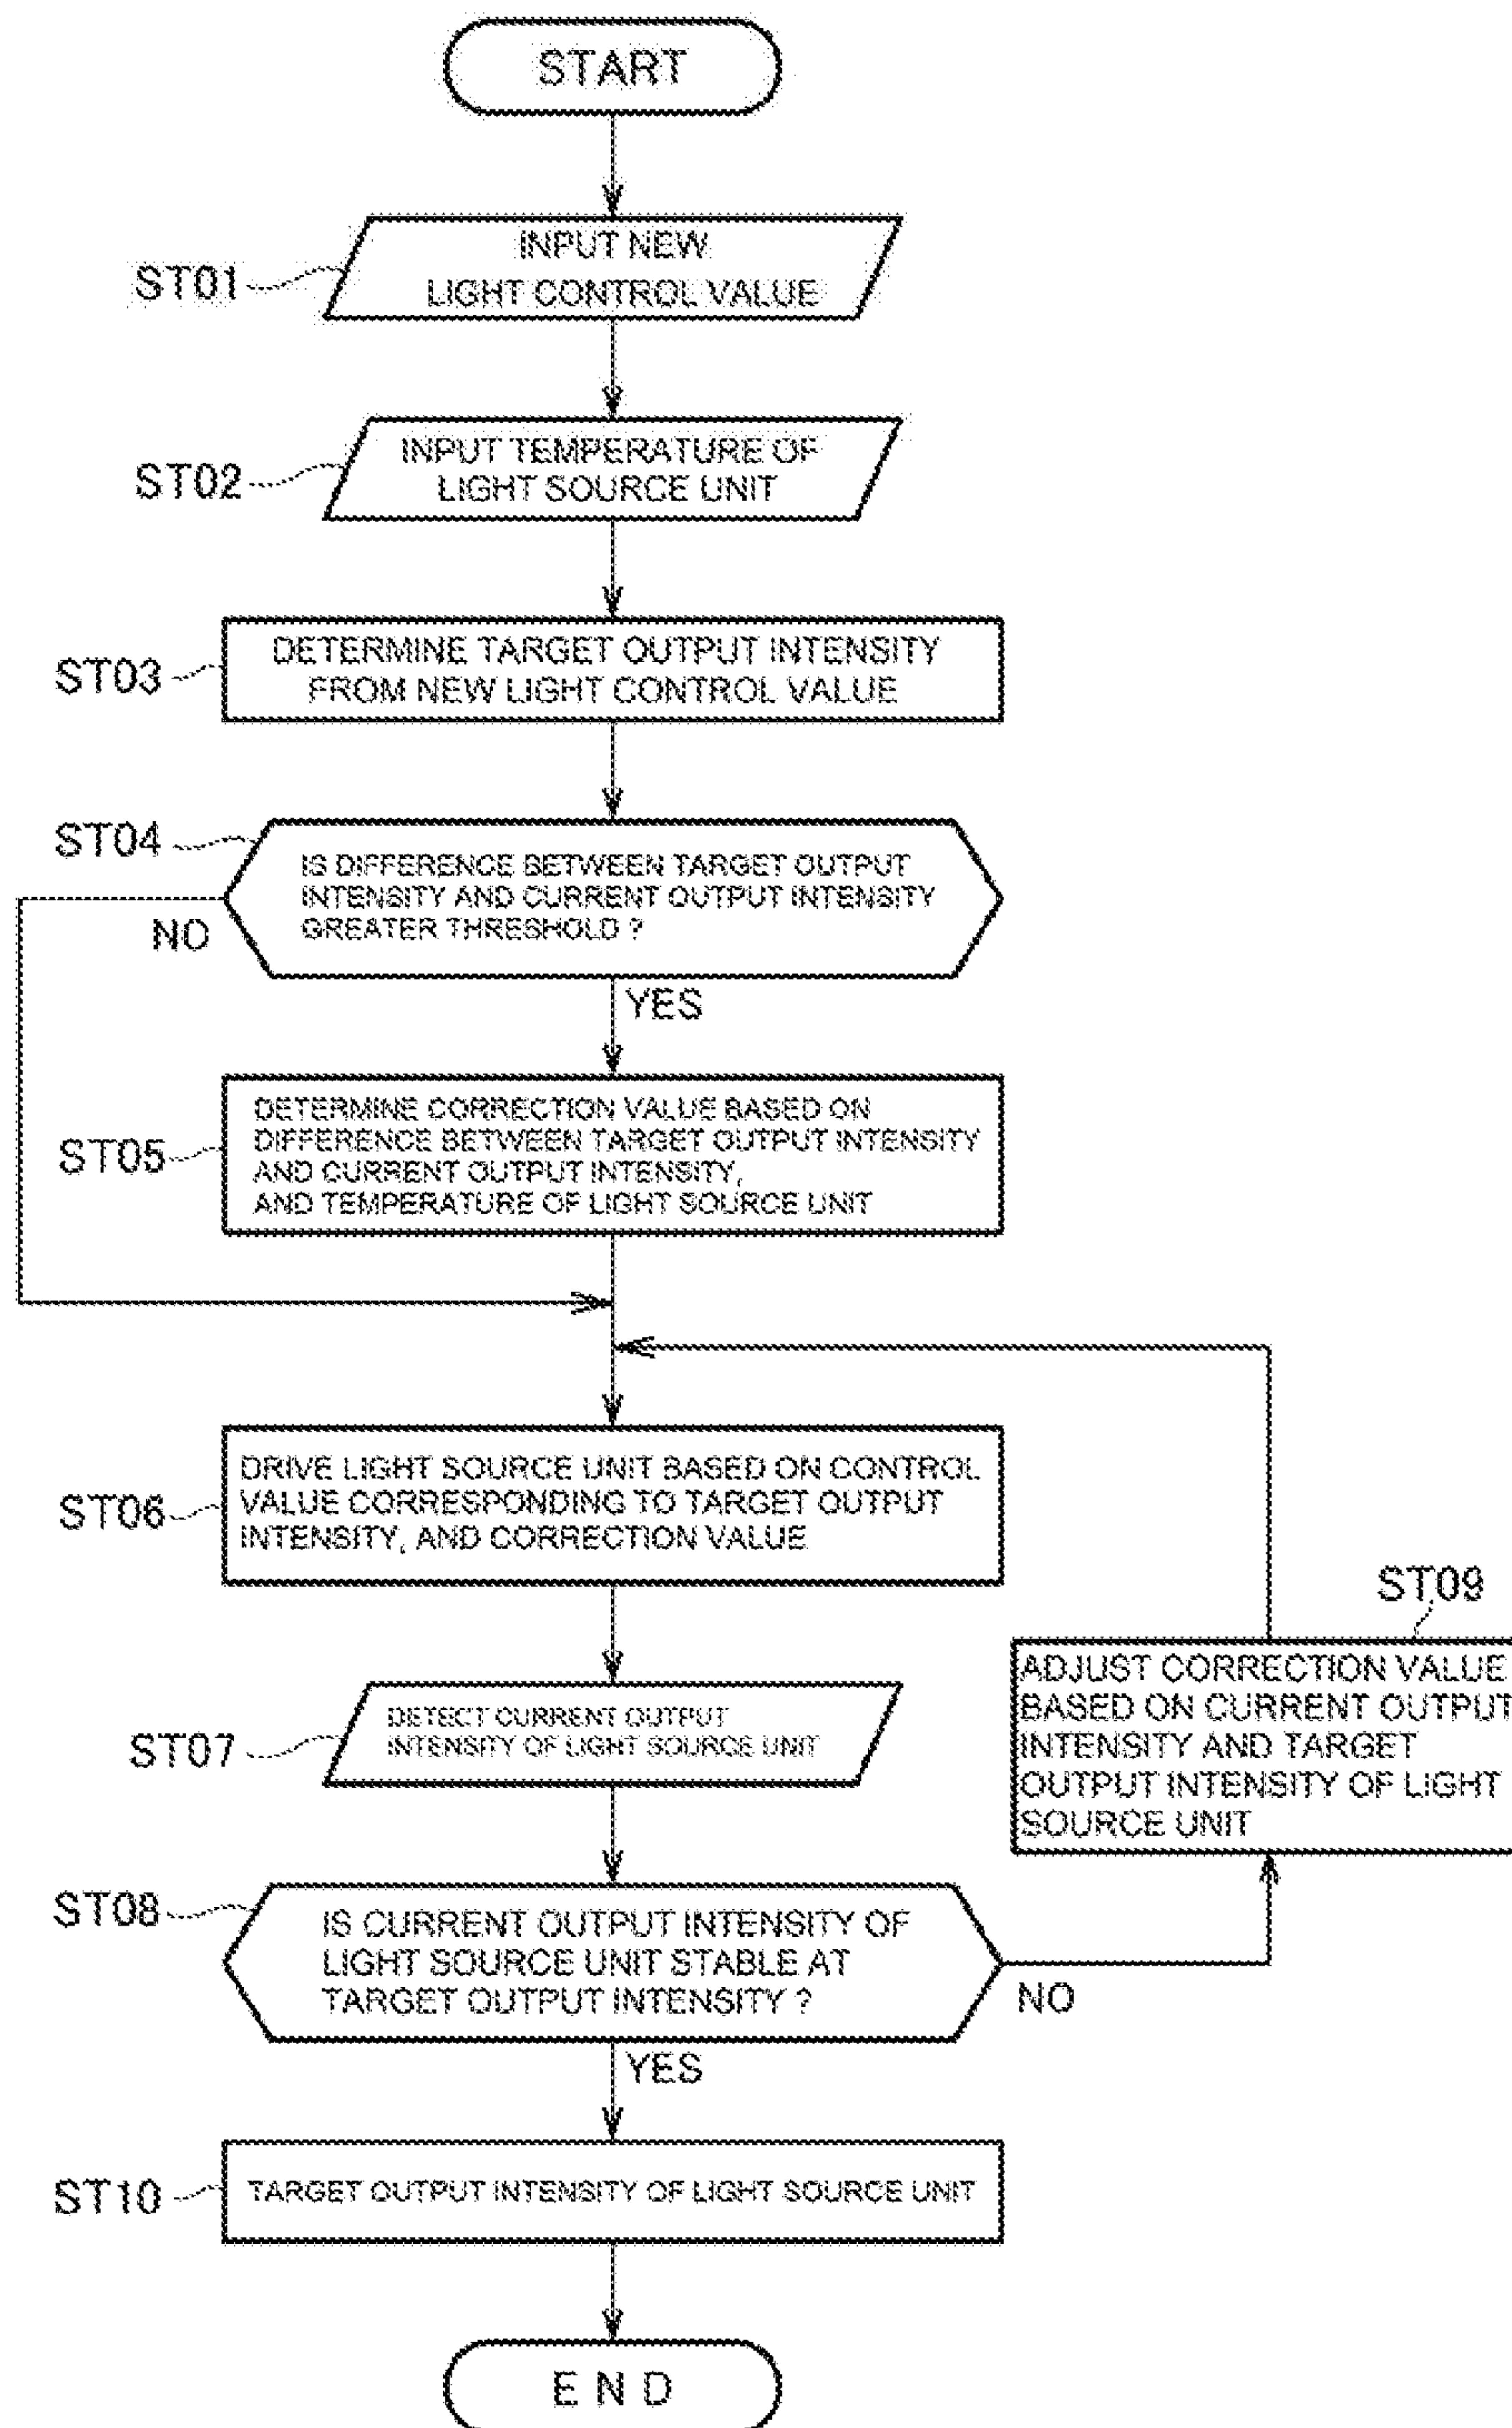 START
ST01
INPUT NEW
LIGHT CONTROL VALUE
ST02
INPUT TEMPERATURE OF
LIGHT SOURCE UNIT
ST03
DETERMINE TARGET OUTPUT INTENSITY
FROM NEW LIGHT CONTROL VALUE
ST04
IS DIFFERENCE BETWEEN TARGET OUTPUT
INTENSITY AND CURRENT OUTPUT INTENSITY
GREATER THRESHOLD ?
NO
YES
ST05
DETERMINE CORRECTION VALUE BASED ON
DIFFERENCE BETWEEN TARGET OUTPUT INTENSITY
AND CURRENT OUTPUT INTENSITY,
AND TEMPERATURE OF LIGHT SOURCE UNIT
ST06
DRIVE LIGHT SOURCE UNIT BASED ON CONTROL
VALUE CORRESPONDING TO TARGET OUTPUT
INTENSITY, AND CORRECTION VALUE
ST07
DETECT CURRENT OUTPUT
INTENSITY OF LIGHT SOURCE UNIT
ST08
IS CURRENT OUTPUT INTENSITY OF
LIGHT SOURCE UNIT STABLE AT
TARGET OUTPUT INTENSITY ?
NO
YES
ST09
ADJUST CORRECTION VALUE
BASED ON CURRENT OUTPUT
INTENSITY AND TARGET
OUTPUT INTENSITY OF LIGHT
SOURCE UNIT
ST10
TARGET OUTPUT INTENSITY OF LIGHT SOURCE UNIT
END